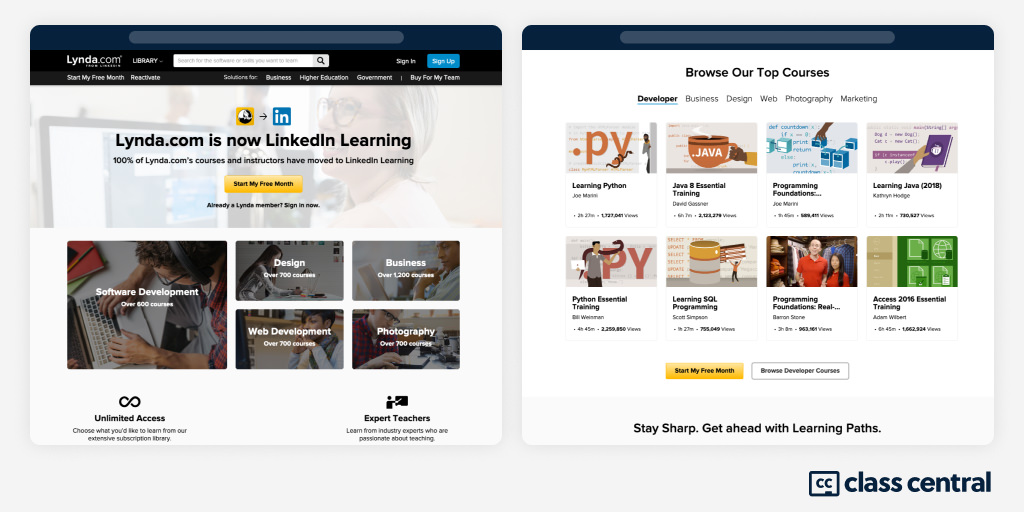 Lynda.com®
FROM LINKEDIN
LIBRARY
Search for the software or skills you want to learn
Sign In
Sign Up
Start My Free Month
Reactivate
Solutions for:
Business
Higher Education
Government
|
Buy For My Team
in
Lynda.com is now LinkedIn Learning
100% of Lynda.com's courses and instructors have moved to LinkedIn Learning
Start My Free Month
Already a Lynda member? Sign in now.
Software Development
Over 600 courses
Design
Over 700 courses
Business
Over 1,200 courses
Web Development
Over 700 courses
Photography
Over 700 courses
Unlimited Access
Choose what you'd like to learn from our
extensive subscription library.
Expert Teachers
Learn from industry experts who are
passionate about teaching.
Browse Our Top Courses
Developer
Business
Design
Web
Photography
Marketing
.py
Learning Python
Joe Marini
• 2h 27m • 1,727,041 Views
.JAVA
Java 8 Essential
Training
David Gassner
• 6h 7m • 2,123,279 Views
def countdown
Programming
Foundations:...
Joe Marini
• 1h 45m • 589,411 Views
Learning Java (2018)
Kathryn Hodge
• 2h 11m • 730,527 Views
PY
Python Essential
Training
Bill Weinman
• 4h 45m • 2,259,850 Views
Learning SQL
Programming
Scott Simpson
• 1h 27m • 755,049 Views
Programming
Foundations: Real-...
Barron Stone
• 3h 8m • 963,161 Views
Access 2016 Essential
Training
Adam Wilbert
• 6h 45m • 1,662,924 Views
Start My Free Month
Browse Developer Courses
Stay Sharp. Get ahead with Learning Paths.
cc class central